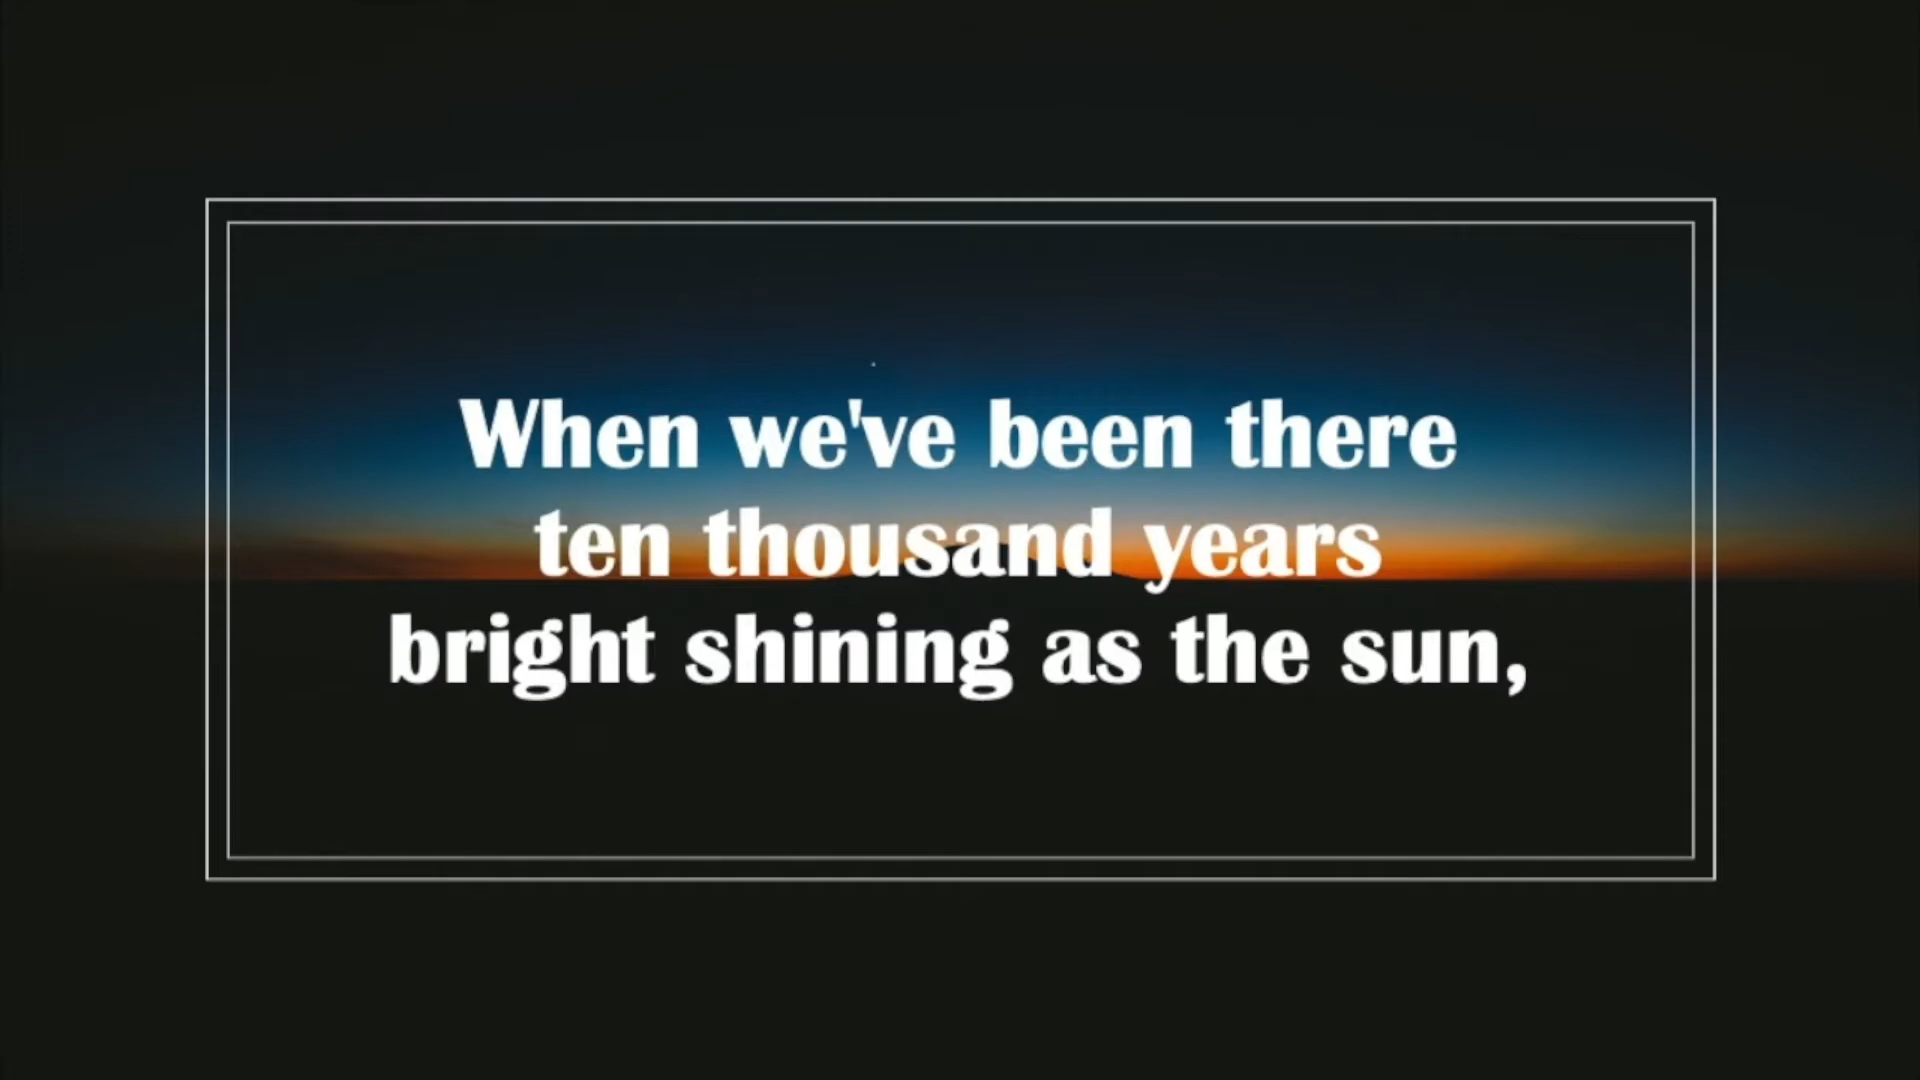 When we've been there
ten thousand years
bright shining as the sun,